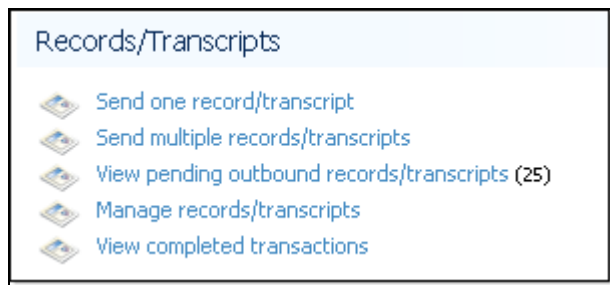 Records/Transcripts
Send one record/transcript
Send multiple records/transcripts
View pending outbound records/transcripts (25)
Manage records/transcripts
View completed transactions